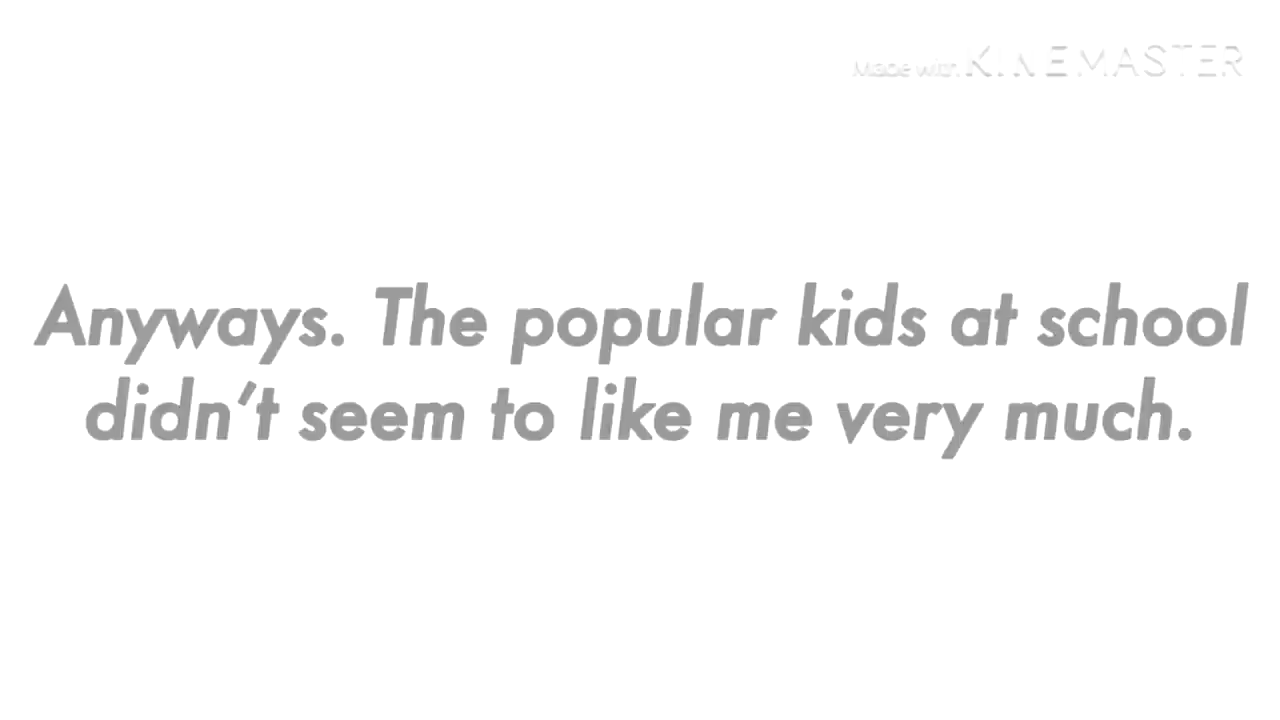 Made with KINEMASTER
Anyways. The popular kids at school
didn't seem to like me very much.